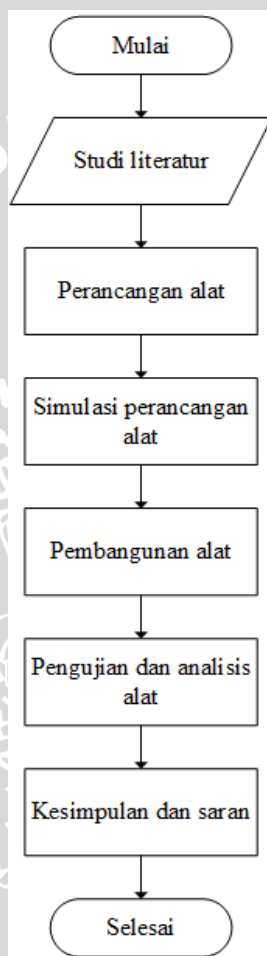 Mulai
Studi literatur
Perancangan alat
Simulasi perancangan
alat
Pembangunan alat
Pengujian dan analisis
alat
Kesimpulan dan saran
Selesai